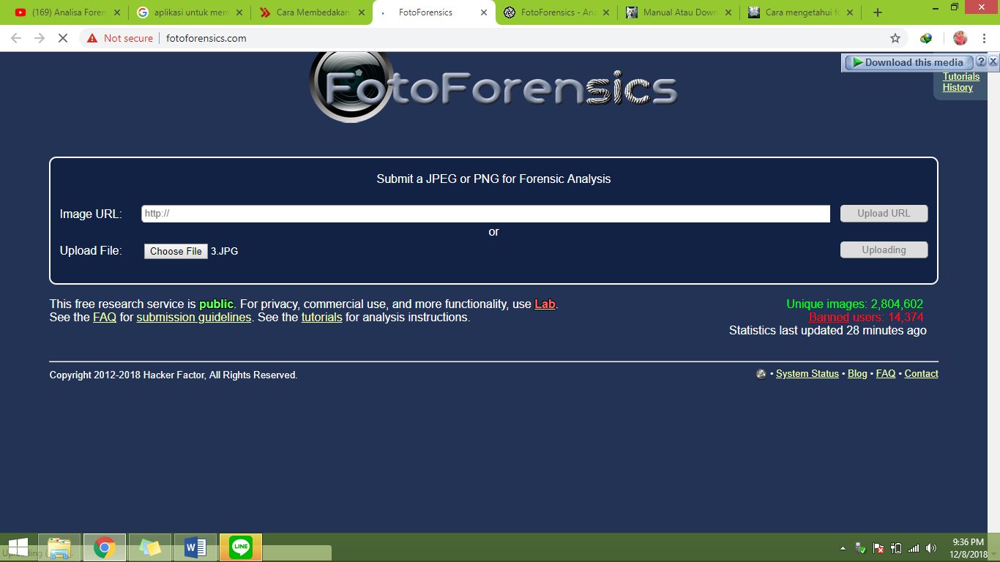 (169) Analisa Foren
aplikasi untuk mem
Cara Membedakan
FotoForensics
FotoForensics - Ana
Manual Atau Down
Cara mengetahui fu
Not secure
fotoforensics.com
FotoForensics
Download this media
?
Tutorials
History
Submit a JPEG or PNG for Forensic Analysis
Image URL:
http://
Upload URL
or
Upload File:
Choose File
3.JPG
Uploading
This free research service is public. For privacy, commercial use, and more functionality, use Lab.
See the FAQ for submission guidelines. See the tutorials for analysis instructions.
Unique images: 2,804,602
Banned users: 14,374
Statistics last updated 28 minutes ago
Copyright 2012-2018 Hacker Factor, All Rights Reserved.
• System Status • Blog • FAQ • Contact
LINE
9:36 PM
12/8/2018